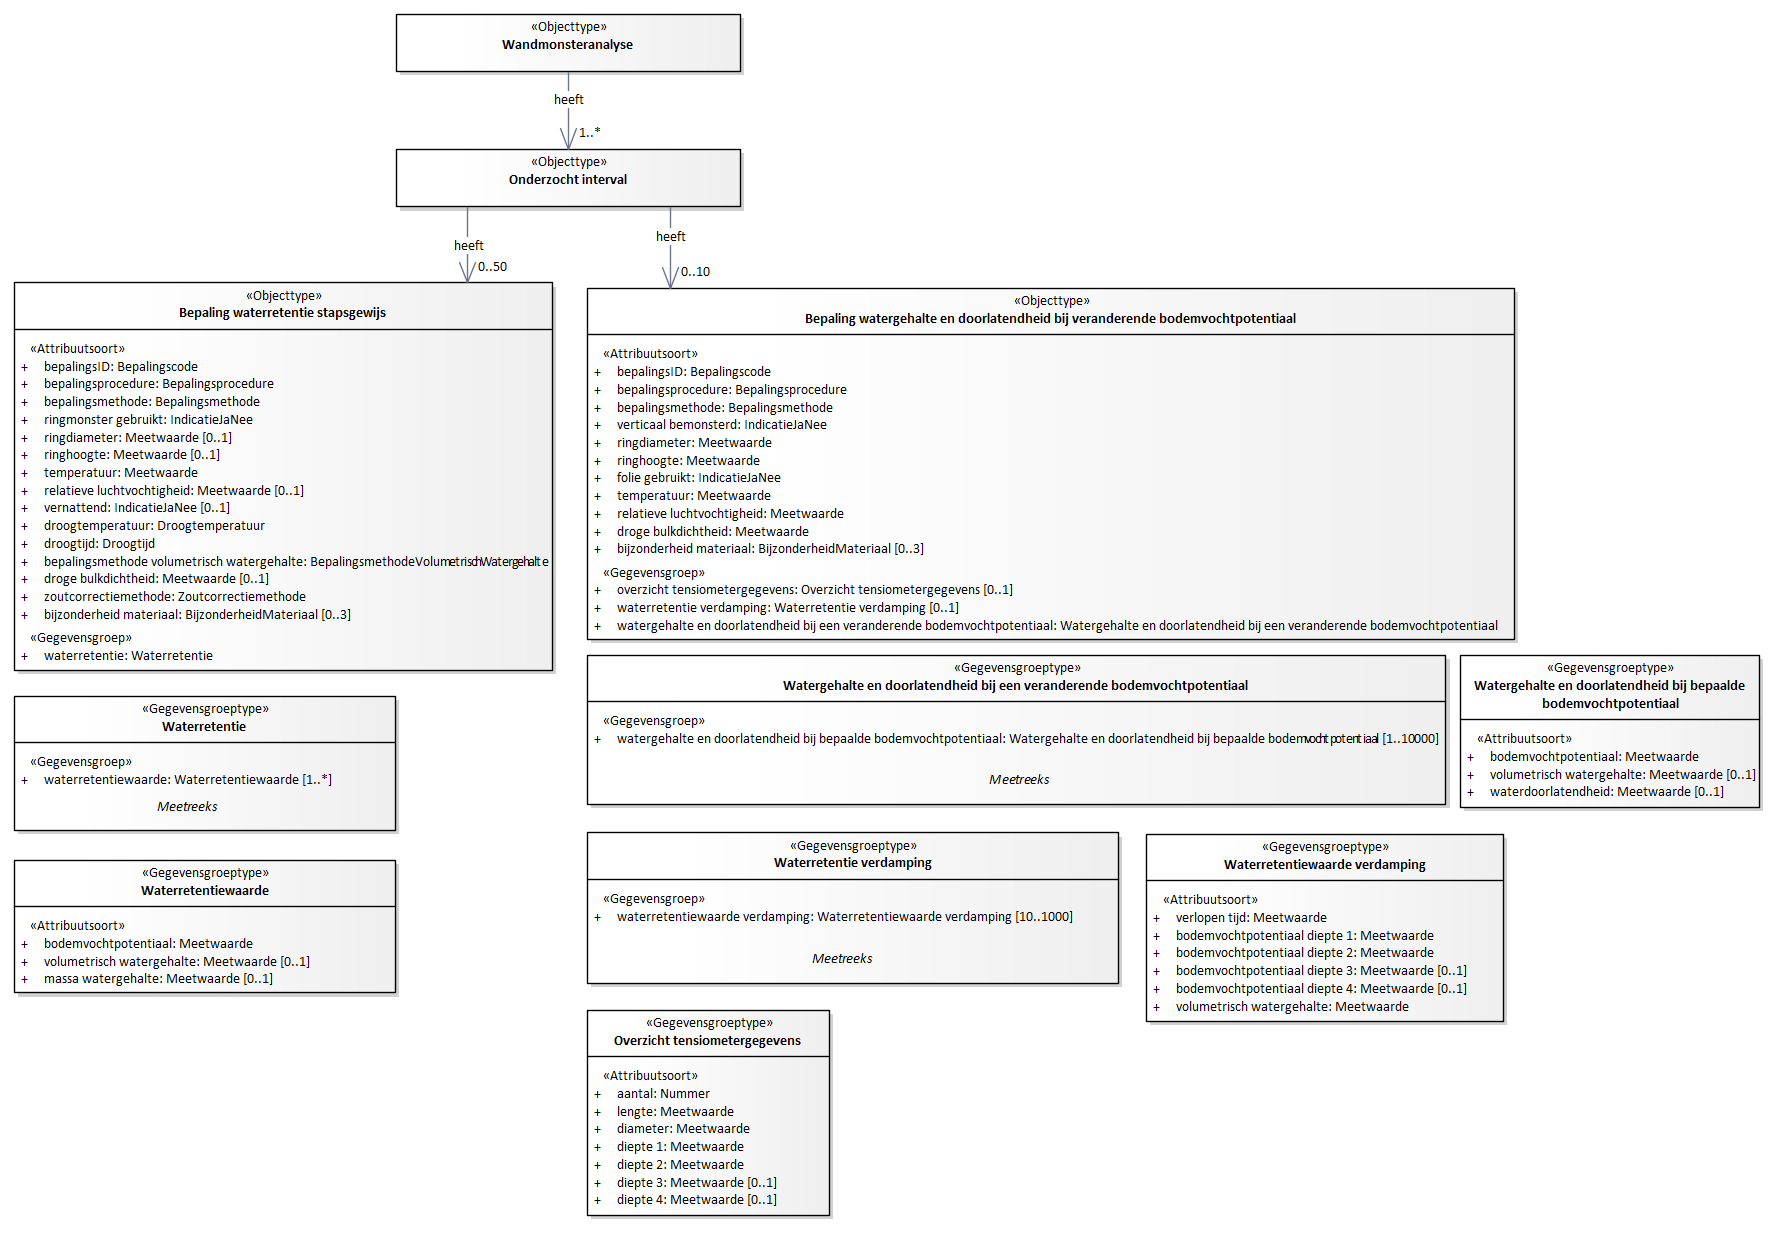 «Objecttype»
Wandmonsteranalyse
heeft
1..*
«Objecttype»
Onderzocht interval
heeft
0..50
heeft
0..10
«Objecttype»
Bepaling waterretentie stapsgewijs
«Attribuutsoort»
+ bepalingsID: Bepalingscode
+ bepalingsprocedure: Bepalingsprocedure
+ bepalingsmethode: Bepalingsmethode
+ ringmonster gebruikt: IndicatieJaNee
+ ringdiameter: Meetwaarde [0..1]
+ ringhoogte: Meetwaarde [0..1]
+ temperatuur: Meetwaarde
+ relatieve luchtvochtigheid: Meetwaarde [0..1]
+ vernattend: IndicatieJaNee [0..1]
+ droogtemperatuur: Droogtemperatuur
+ droogtijd: Droogtijd
+ bepalingsmethode volumetrisch watergehalte: BepalingsmethodeVolumetrischWatergehalte
+ droge bulkdichtheid: Meetwaarde [0..1]
+ zoutcorrectiemethode: Zoutcorrectiemethode
+ bijzonderheid materiaal: BijzonderheidMateriaal [0..3]
«Gegevensgroep»
+ waterretentie: Waterretentie
«Objecttype»
Bepaling watergehalte en doorlatendheid bij veranderende bodemvochtpotentiaal
«Attribuutsoort»
+ bepalingsID: Bepalingscode
+ bepalingsprocedure: Bepalingsprocedure
+ bepalingsmethode: Bepalingsmethode
+ verticaal bemonsterd: IndicatieJaNee
+ ringdiameter: Meetwaarde
+ ringhoogte: Meetwaarde
+ folie gebruikt: IndicatieJaNee
+ temperatuur: Meetwaarde
+ relatieve luchtvochtigheid: Meetwaarde
+ droge bulkdichtheid: Meetwaarde
+ bijzonderheid materiaal: BijzonderheidMateriaal [0..3]
«Gegevensgroep»
+ overzicht tensiometergegevens: Overzicht tensiometergegevens [0..1]
+ waterretentie verdamping: Waterretentie verdamping [0..1]
+ watergehalte en doorlatendheid bij een veranderende bodemvochtpotentiaal: Watergehalte en doorlatendheid bij een veranderende bodemvochtpotentiaal
«Gegevensgroeptype»
Watergehalte en doorlatendheid bij een veranderende bodemvochtpotentiaal
«Gegevensgroep»
+ watergehalte en doorlatendheid bij bepaalde bodemvochtpotentiaal: Watergehalte en doorlatendheid bij bepaalde bodemvochtpotentiaal [1..10000]
Meetreeks
«Gegevensgroeptype»
Watergehalte en doorlatendheid bij bepaalde
bodemvochtpotentiaal
«Attribuutsoort»
+ bodemvochtpotentiaal: Meetwaarde
+ volumetrisch watergehalte: Meetwaarde [0..1]
+ waterdoorlatendheid: Meetwaarde [0..1]
«Gegevensgroeptype»
Waterretentie
«Gegevensgroep»
+ waterretentiewaarde: Waterretentiewaarde [1..*]
Meetreeks
«Gegevensgroeptype»
Waterretentie verdamping
«Gegevensgroep»
+ waterretentiewaarde verdamping: Waterretentiewaarde verdamping [10..1000]
Meetreeks
«Gegevensgroeptype»
Waterretentiewaarde verdamping
«Attribuutsoort»
+ verlopen tijd: Meetwaarde
+ bodemvochtpotentiaal diepte 1: Meetwaarde
+ bodemvochtpotentiaal diepte 2: Meetwaarde
+ bodemvochtpotentiaal diepte 3: Meetwaarde [0..1]
+ bodemvochtpotentiaal diepte 4: Meetwaarde [0..1]
+ volumetrisch watergehalte: Meetwaarde
«Gegevensgroeptype»
Waterretentiewaarde
«Attribuutsoort»
+ bodemvochtpotentiaal: Meetwaarde
+ volumetrisch watergehalte: Meetwaarde [0..1]
+ massa watergehalte: Meetwaarde [0..1]
«Gegevensgroeptype»
Overzicht tensiometergegevens
«Attribuutsoort»
+ aantal: Nummer
+ lengte: Meetwaarde
+ diameter: Meetwaarde
+ diepte 1: Meetwaarde
+ diepte 2: Meetwaarde
+ diepte 3: Meetwaarde [0..1]
+ diepte 4: Meetwaarde [0..1]